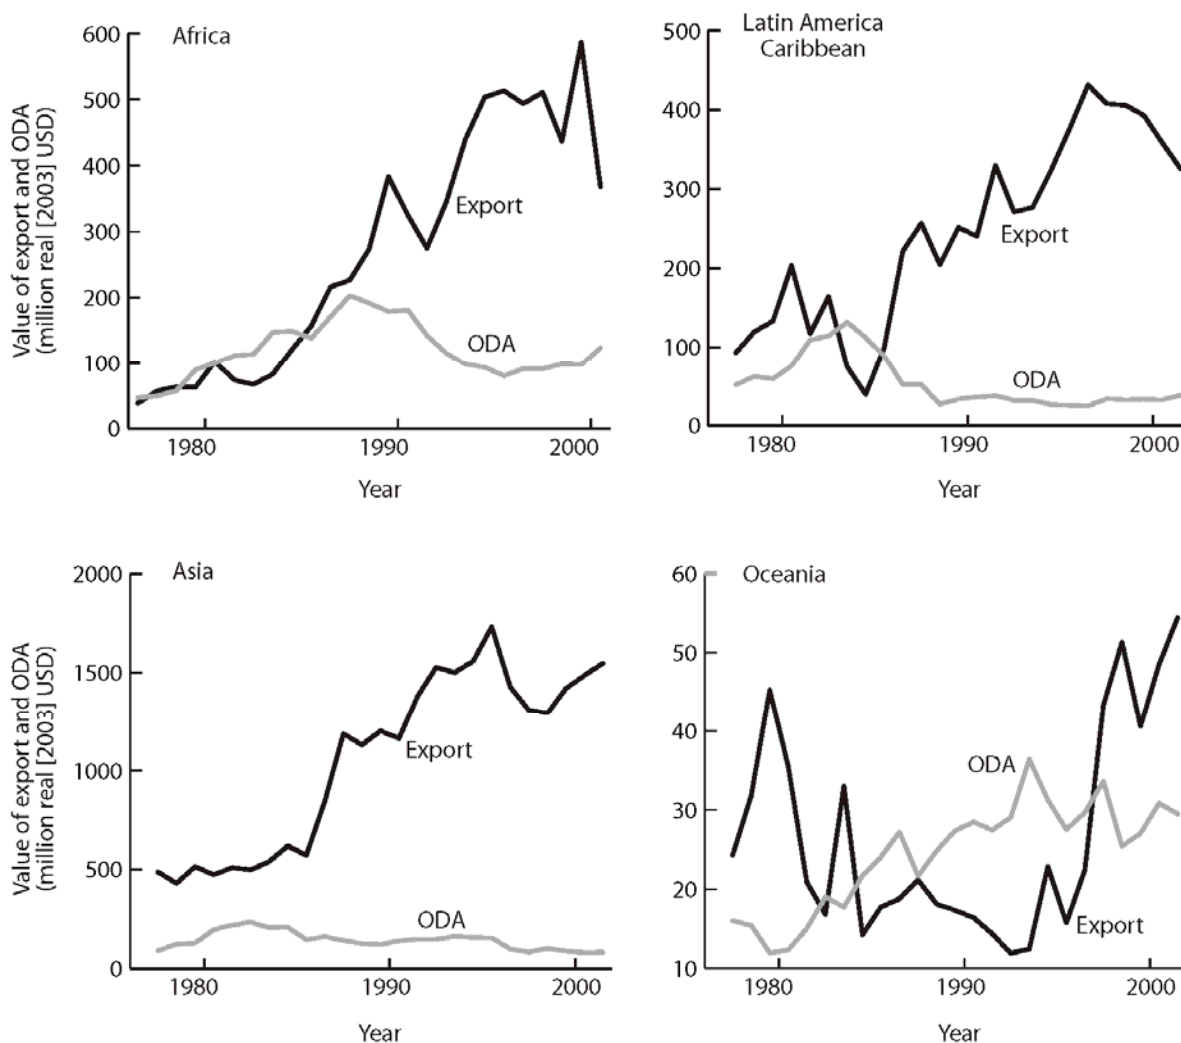 Africa
Value of export and ODA
(million real [2003] USD)
600
500
400
300
200
100
0
Export
ODA
1980
1990
2000
Year
Latin America
Caribbean
500
400
300
200
100
0
Export
ODA
1980
1990
2000
Year
Asia
Value of export and ODA
(million real [2003] USD)
2000
1500
1000
500
0
Export
ODA
1980
1990
2000
Year
Oceania
60
50
40
30
20
10
ODA
Export
1980
1990
2000
Year